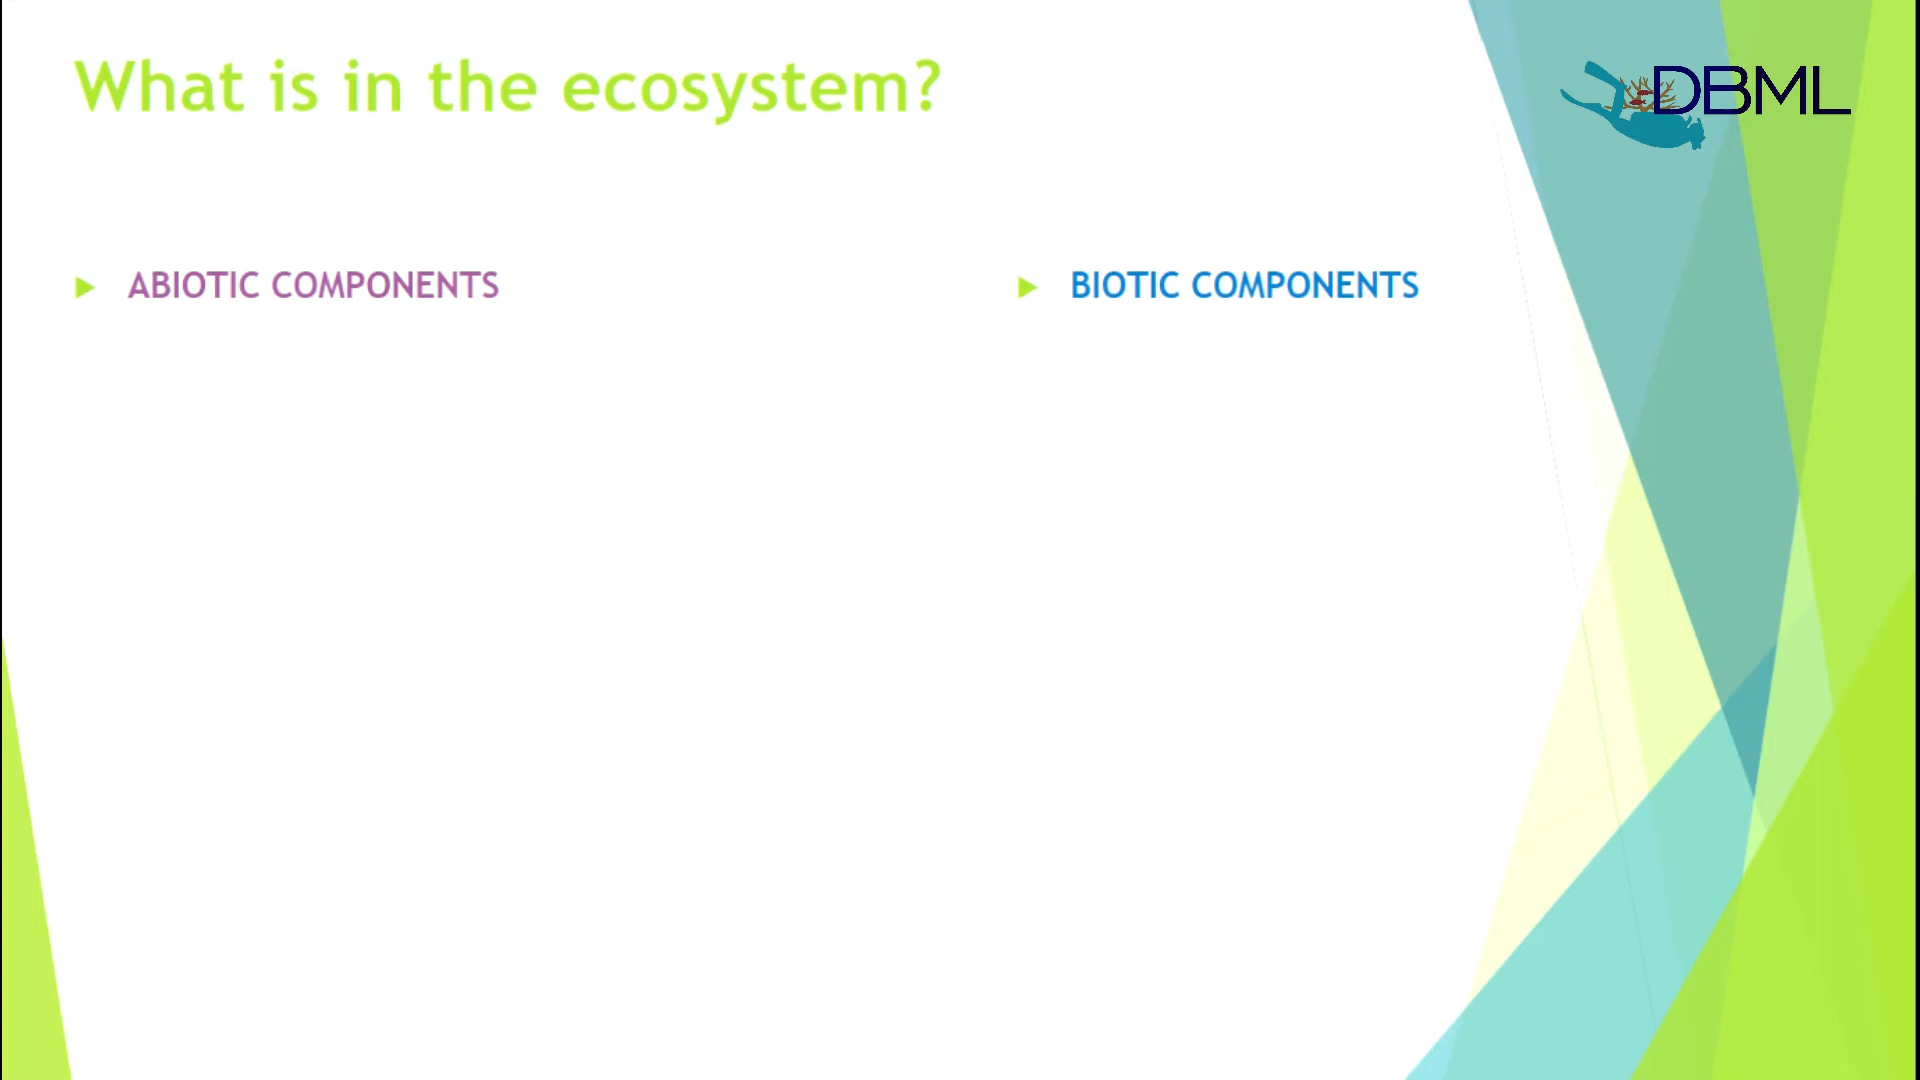 What is in the ecosystem?
DBML
ABIOTIC COMPONENTS
BIOTIC COMPONENTS